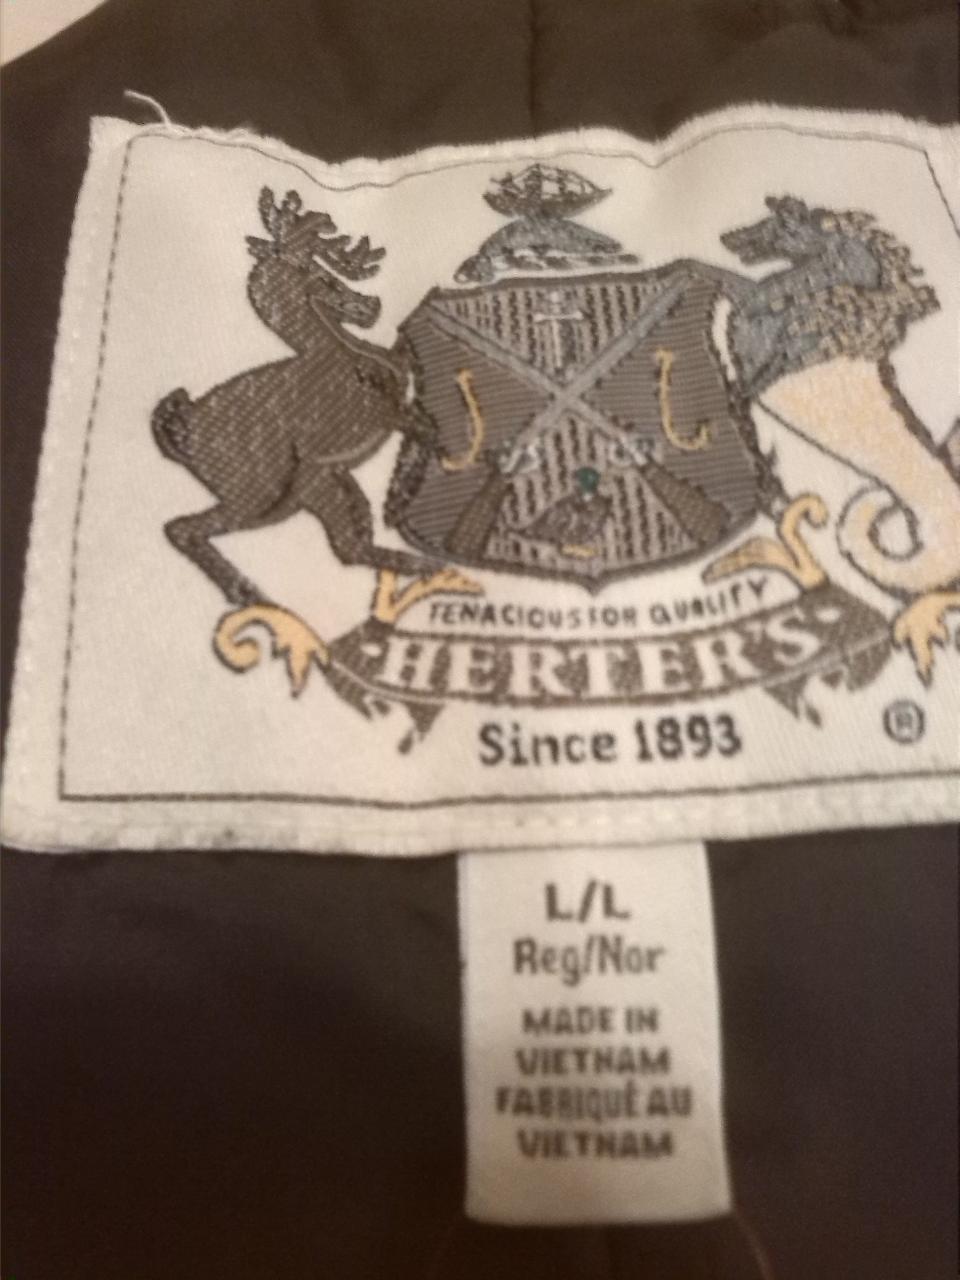 TENACIOUS FOR QUALITY
·HERTER'S·
Since 1893
®
L/L
Reg/Nor
MADE IN
VIETNAM
FABRIQUÉ AU
VIETNAM